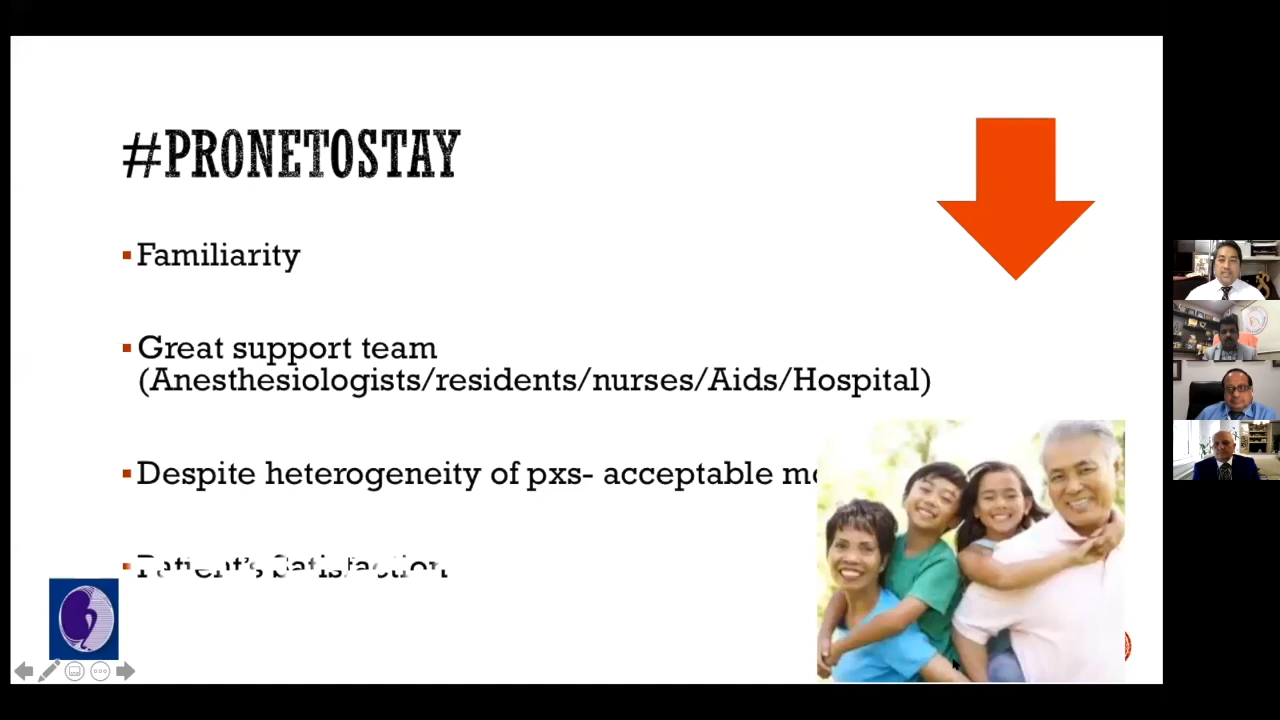 #PRONETOSTAY
▪Familiarity
▪Great support team
(Anesthesiologists/residents/nurses/Aids/Hospital)
▪Despite heterogeneity of pxs- acceptable
▪Patient's Satisfaction